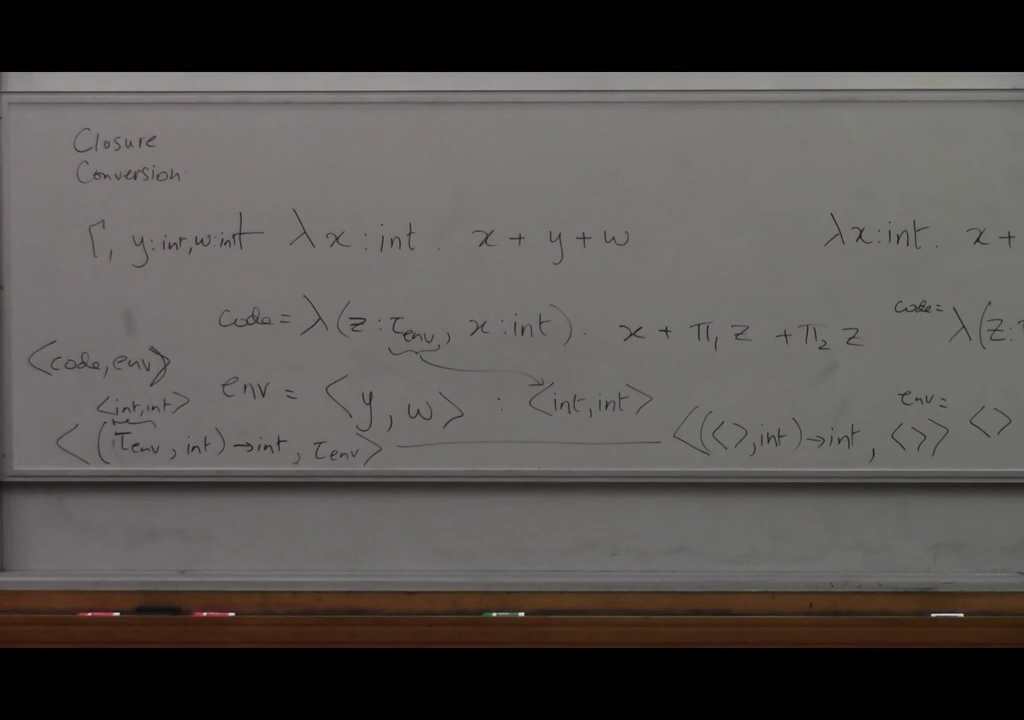 Closure
Conversion
Γ, y:int, w:int ⊢ λx:int. x + y + w
λx:int. x +
code = λ(z:τenv, x:int). x + π₁ z + π₂ z
code = λ(z:
<code, env>
env = <y, w> : <int, int>
env =
<>
<int, int>
<(τenv, int) → int, τenv>
<(<>, int) → int, <>>